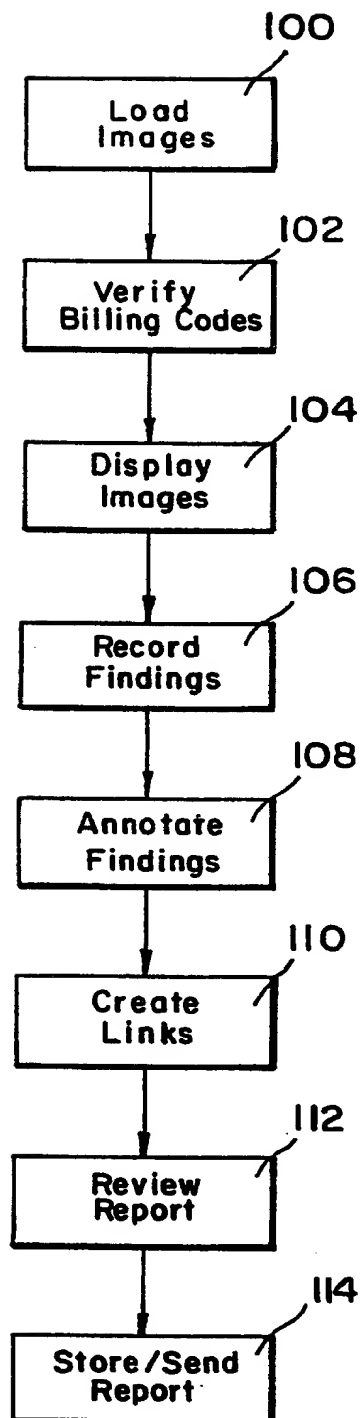 100
Load
Images
102
Verify
Billing Codes
104
Display
Images
106
Record
Findings
108
Annotate
Findings
110
Create
Links
112
Review
Report
114
Store/Send
Report